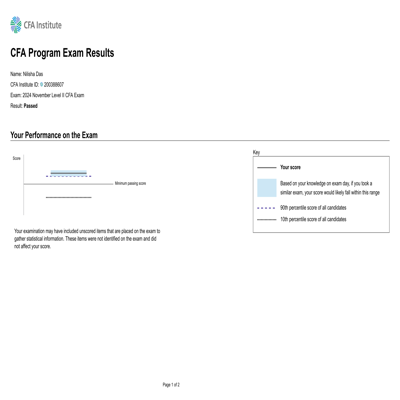 CFA Institute
CFA Program Exam Results
Name: Nilisha Das
CFA Institute ID: © 200388607
Exam: 2024 November Level II CFA Exam
Result: Passed
Your Performance on the Exam
Score
Minimum passing score
Your examination may have included unscored items that are placed on the exam to
gather statistical information. These items were not identified on the exam and did
not affect your score.
Key
Your score
Based on your knowledge on exam day, if you took a
similar exam, your score would likely fall within this range
90th percentile score of all candidates
10th percentile score of all candidates
Page 1 of 2